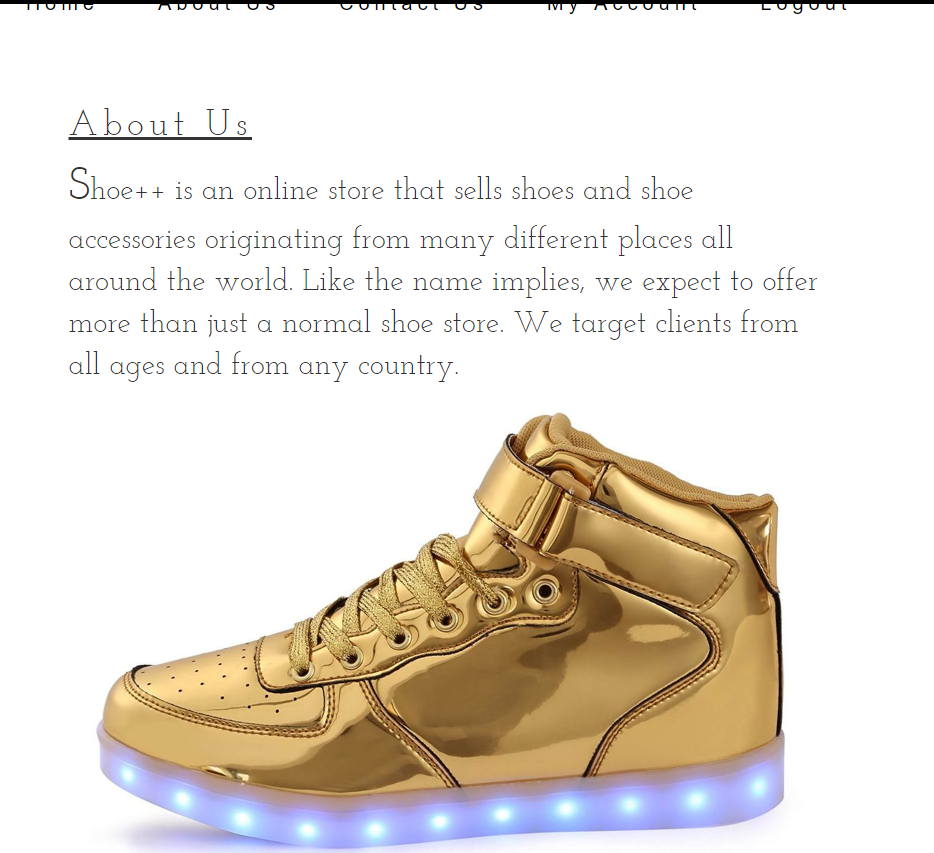 Home About Us Contact Us My Account Logout
About Us
Shoe++ is an online store that sells shoes and shoe
accessories originating from many different places all
around the world. Like the name implies, we expect to offer
more than just a normal shoe store. We target clients from
all ages and from any country.